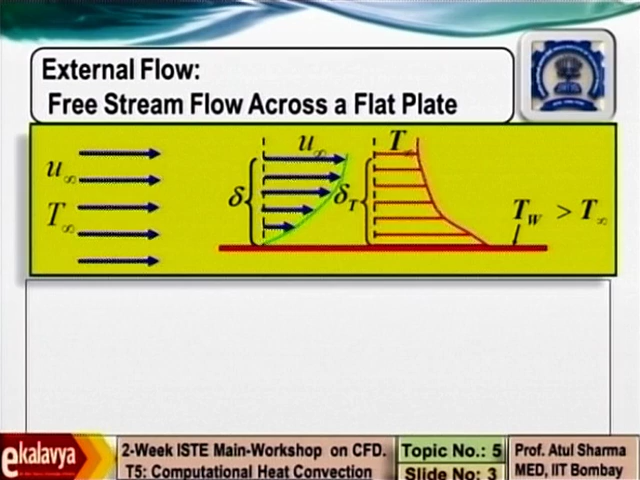 External Flow:
Free Stream Flow Across a Flat Plate
u∞
T∞
δ
u∞
δT
T∞
TW > T∞
ekalavya
2-Week ISTE Main-Workshop on CFD.
T5: Computational Heat Convection
Topic No.: 5
Slide No: 3
Prof. Atul Sharma
MED, IIT Bombay